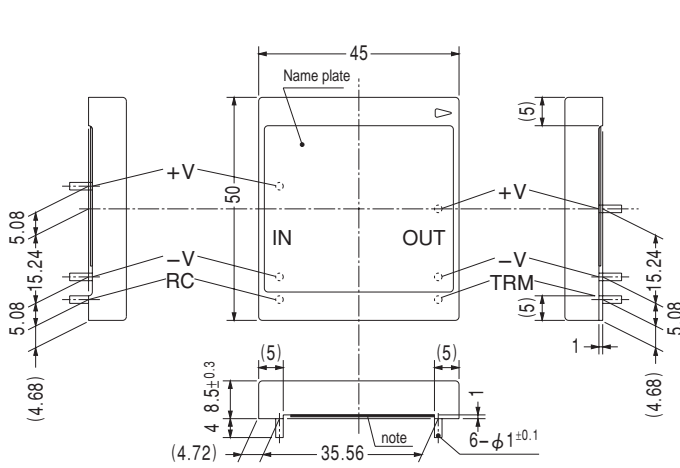 45
Name plate
(5)
(5)
+V
50
+V
5.08
IN
OUT
15.24
−V
−V
15.24
RC
TRM
5.08
(5)
5.08
(4.68)
1
(4.68)
(5)
(5)
8.5±0.3
1
4
note
6−φ1±0.1
(4.72)
35.56